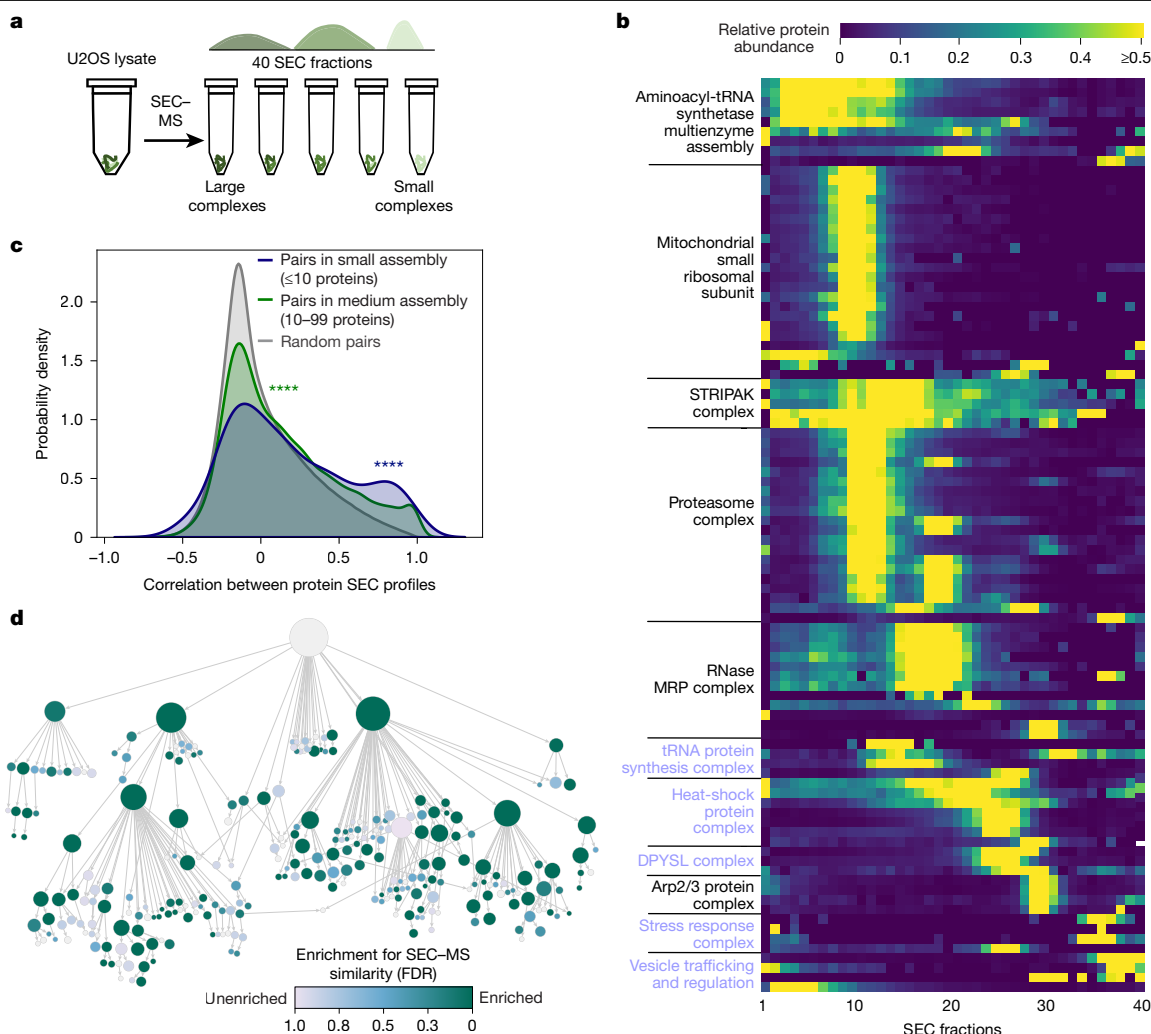 a
U2OS lysate
SEC–
MS
40 SEC fractions
Large
complexes
Small
complexes
b
Relative protein
abundance
0
0.1
0.2
0.3
0.4
≥0.5
Aminoacyl-tRNA
synthetase
multienzyme
assembly
Mitochondrial
small
ribosomal
subunit
STRIPAK
complex
Proteasome
complex
RNase
MRP complex
tRNA protein
synthesis complex
Heat-shock
protein
complex
DPYSL complex
Arp2/3 protein
complex
Stress response
complex
Vesicle trafficking
and regulation
1
10
20
30
40
SEC fractions
c
Pairs in small assembly
(≤10 proteins)
Pairs in medium assembly
(10–99 proteins)
Random pairs
****
****
Probability density
2.0
1.5
1.0
0.5
0
−1.0
−0.5
0
0.5
1.0
Correlation between protein SEC profiles
d
Enrichment for SEC–MS
similarity (FDR)
Unenriched
Enriched
1.0
0.8
0.5
0.3
0